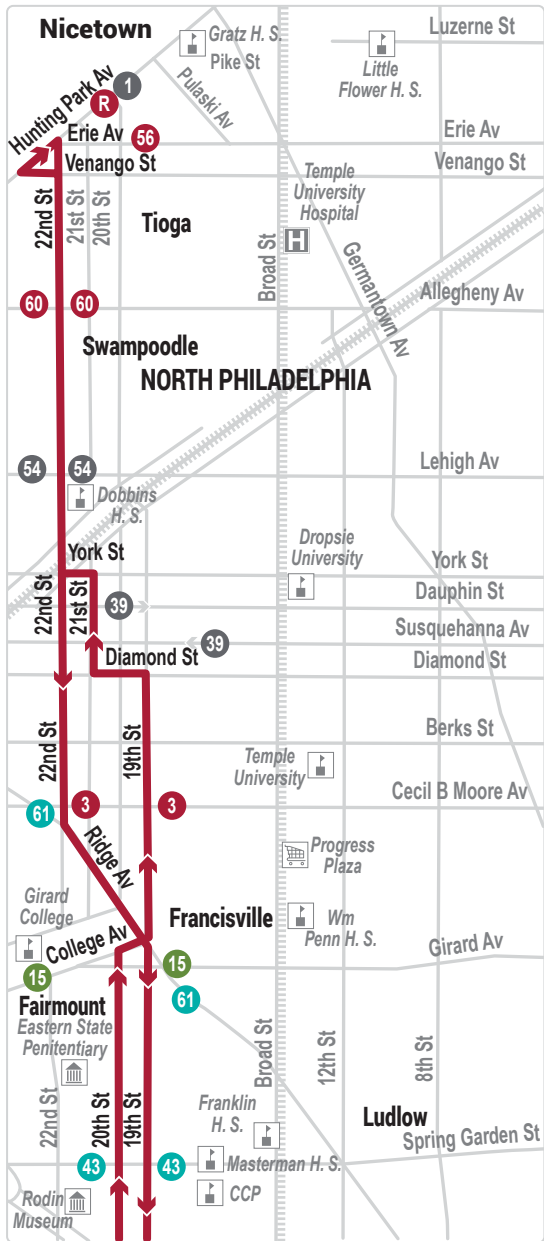 Nicetown
Gratz H. S.
Pike St
Luzerne St
Little
Flower H. S.
Pulaski Av
Hunting Park Av
1
R
Erie Av
56
Erie Av
Venango St
Venango St
22nd St
21st St
20th St
Tioga
Temple
University
Hospital
H
Broad St
Germantown Av
Allegheny Av
60
60
Swampoodle
NORTH PHILADELPHIA
54
54
Lehigh Av
Dobbins
H. S.
Dropsie
University
York St
York St
Dauphin St
22nd St
21st St
39
Susquehanna Av
39
Diamond St
Diamond St
22nd St
19th St
Berks St
Temple
University
Cecil B Moore Av
61
3
3
Ridge Av
Progress
Plaza
Girard
College
Francisville
Wm
Penn H. S.
College Av
Girard Av
15
15
61
Fairmount
Eastern State
Penitentiary
22nd St
20th St
19th St
Broad St
12th St
8th St
Franklin
H. S.
Ludlow
Spring Garden St
43
43
Masterman H. S.
CCP
Rodin
Museum